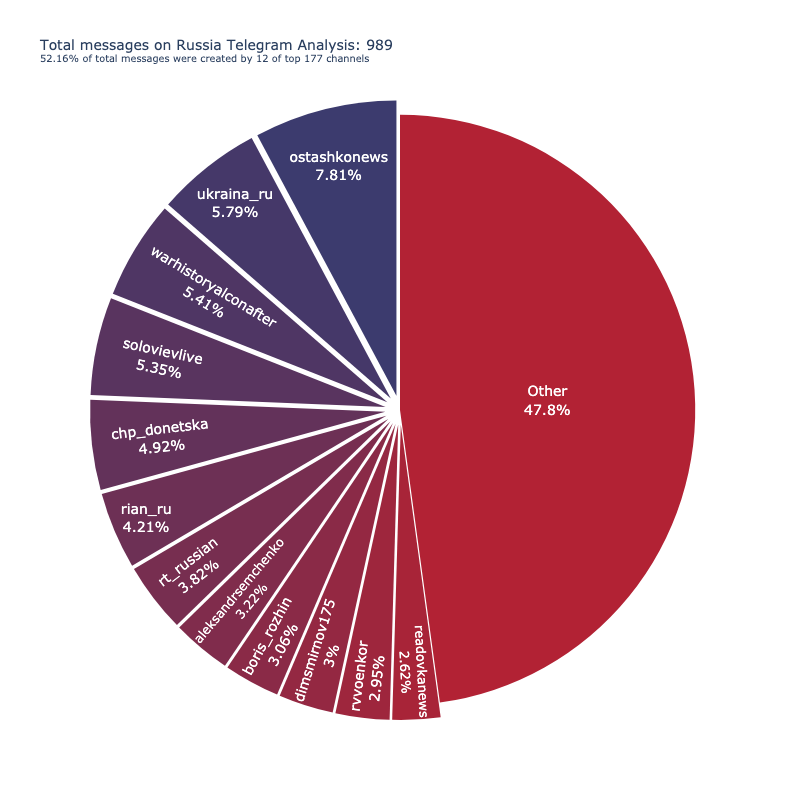 Total messages on Russia Telegram Analysis: 989
52.16% of total messages were created by 12 of top 177 channels
ostashkonews
7.81%
ukraina_ru
5.79%
warhistoryalconafter
5.41%
solovievlive
5.35%
chp_donetska
4.92%
rian_ru
4.21%
rt_russian
3.82%
aleksandrsemchenko
3.22%
boris_rozhin
3.06%
dimsmirnov175
3%
rvvoenkor
2.95%
readovkanews
2.62%
Other
47.8%